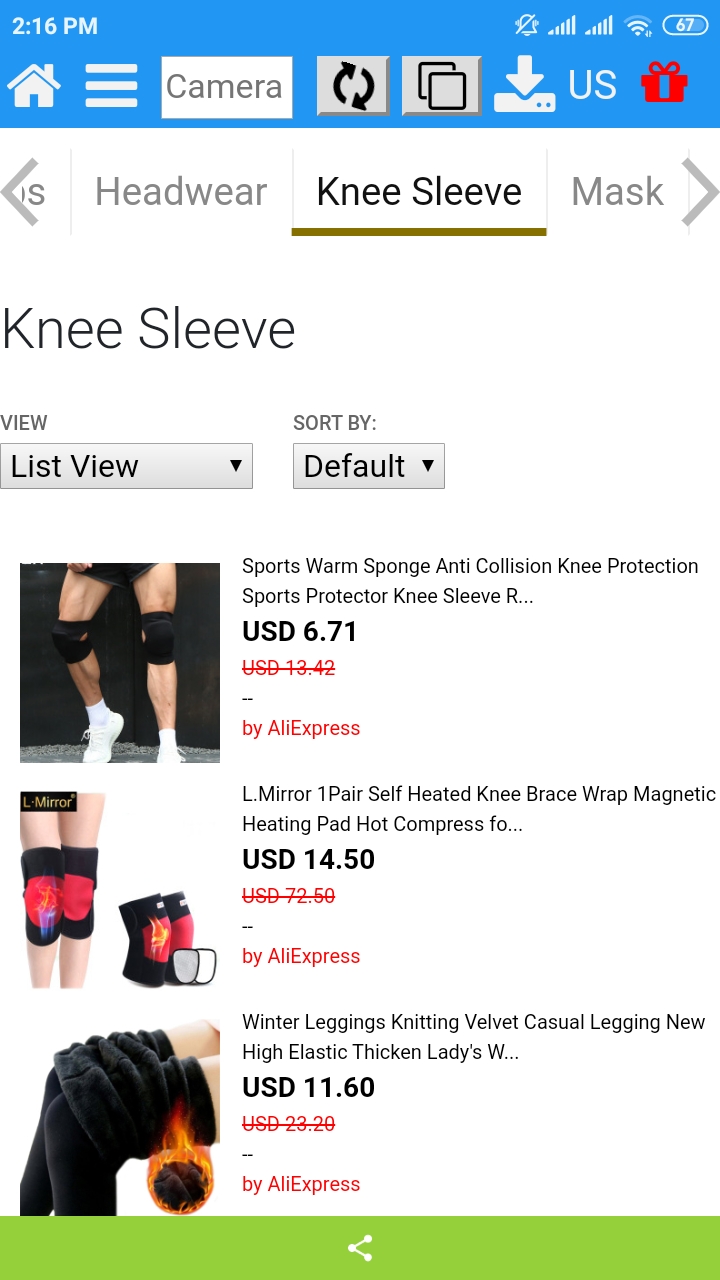 2:16 PM
67
Camera
US
s
Headwear
Knee Sleeve
Mask
Knee Sleeve
VIEW
SORT BY:
List View
Default
Sports Warm Sponge Anti Collision Knee Protection
Sports Protector Knee Sleeve R...
USD 6.71
USD 13.42
--
by AliExpress
L·Mirror®
L.Mirror 1Pair Self Heated Knee Brace Wrap Magnetic
Heating Pad Hot Compress fo...
USD 14.50
USD 72.50
--
by AliExpress
Winter Leggings Knitting Velvet Casual Legging New
High Elastic Thicken Lady's W...
USD 11.60
USD 23.20
--
by AliExpress